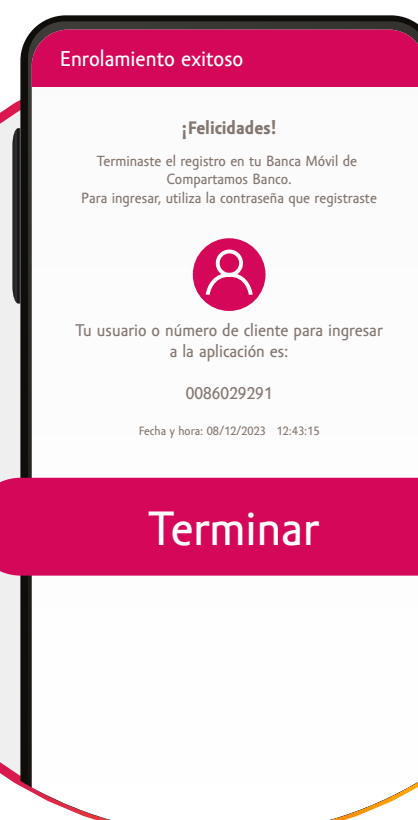 Enrolamiento exitoso
¡Felicidades!
Terminaste el registro en tu Banca Móvil de
Compartamos Banco.
Para ingresar, utiliza la contraseña que registraste
Tu usuario o número de cliente para ingresar
a la aplicación es:
0086029291
Fecha y hora: 08/12/2023 12:43:15
Terminar